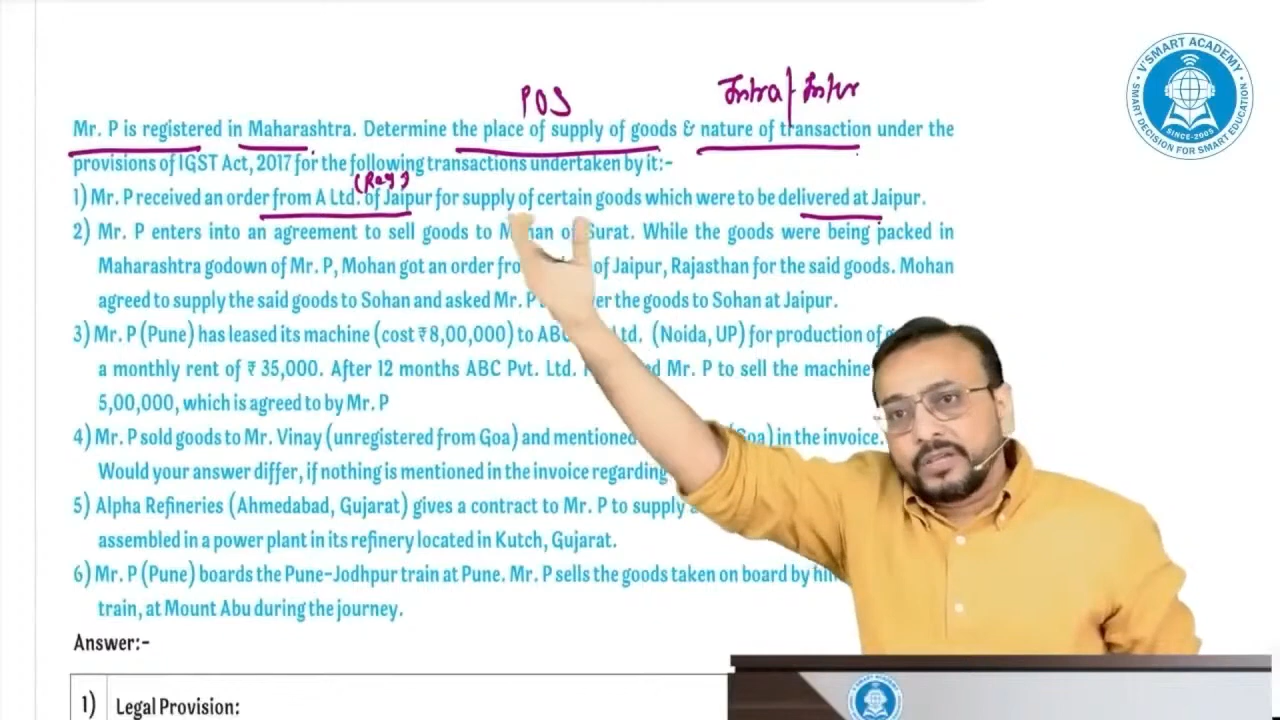 POS
Intra/Inter
Mr. P is registered in Maharashtra. Determine the place of supply of goods & nature of transaction under the
provisions of IGST Act, 2017 for the following transactions undertaken by it:-
(Reg)
1) Mr. P received an order from A Ltd. of Jaipur for supply of certain goods which were to be delivered at Jaipur.
2) Mr. P enters into an agreement to sell goods to of Surat. While the goods were being packed in
Maharashtra godown of Mr. P, Mohan got an order of Jaipur, Rajasthan for the said goods. Mohan
agreed to supply the said goods to Sohan and asked Mr. P the goods to Sohan at Jaipur.
3) Mr. P (Pune) has leased its machine (cost ₹ 8,00,000) to (Noida, UP) for production of
a monthly rent of ₹ 35,000. After 12 months ABC Pvt. Ltd. Mr. P to sell the machine
5,00,000, which is agreed to by Mr. P
4) Mr. P sold goods to Mr. Vinay (unregistered from Goa) and mentioned in the invoice.
Would your answer differ, if nothing is mentioned in the invoice regarding
5) Alpha Refineries (Ahmedabad, Gujarat) gives a contract to Mr. P to supply
assembled in a power plant in its refinery located in Kutch, Gujarat.
6) Mr. P (Pune) boards the Pune-Jodhpur train at Pune. Mr. P sells the goods taken on board by
train, at Mount Abu during the journey.
Answer:-
1) Legal Provision:
V'SMART ACADEMY
SINCE-2005
SMART DECISION FOR SMART EDUCATION